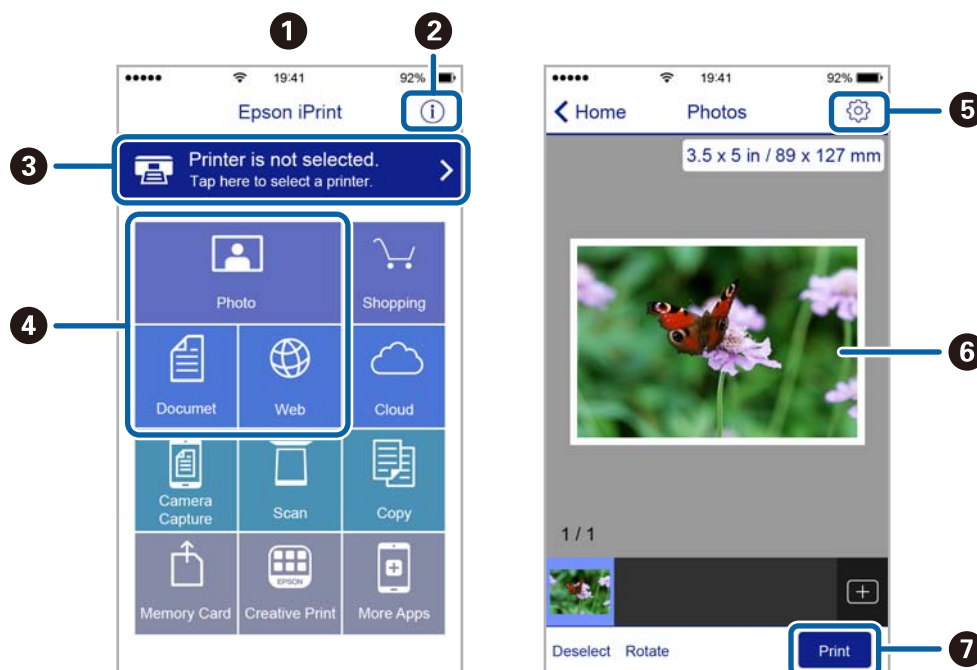 1
2
19:41
92%
Epson iPrint
3
Printer is not selected.
Tap here to select a printer.
4
Photo
Shopping
Documet
Web
Cloud
Camera
Capture
Scan
Copy
EPSON
Memory Card
Creative Print
More Apps
19:41
92%
Home
Photos
5
3.5 x 5 in / 89 x 127 mm
6
1 / 1
Deselect
Rotate
Print
7